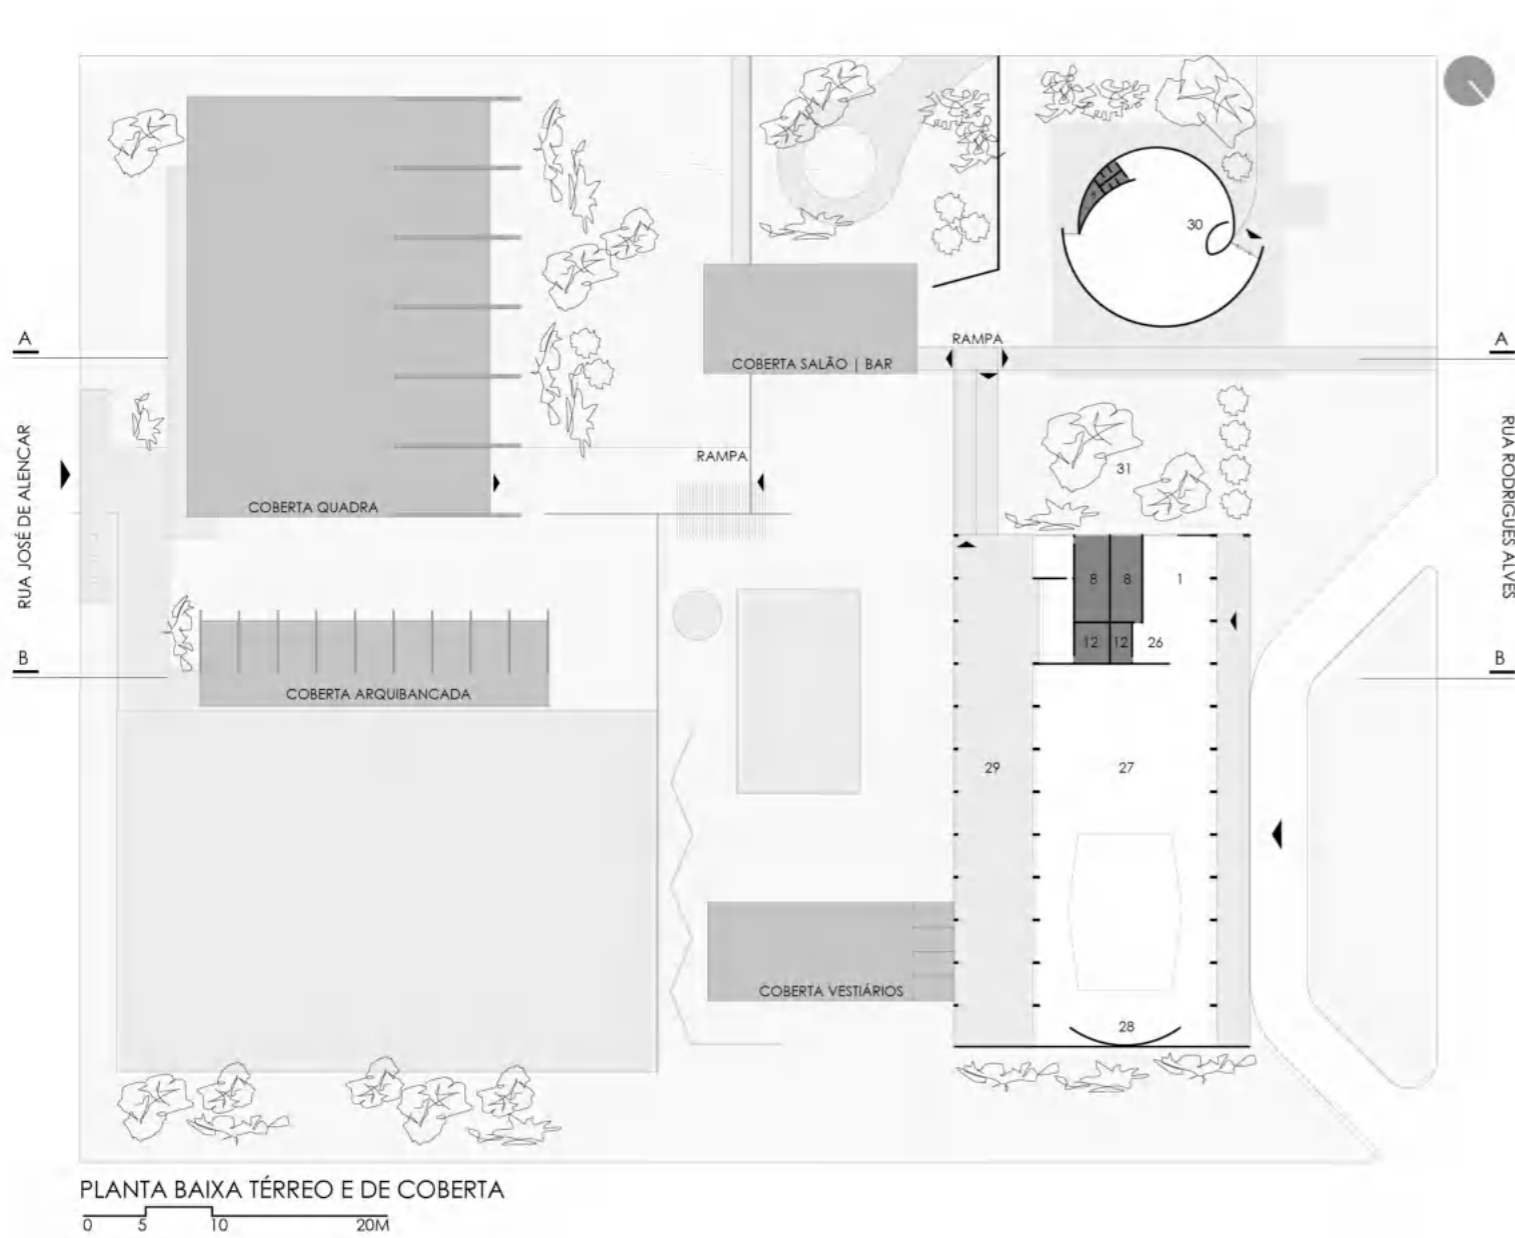 30
A
RAMPA
A
COBERTA SALÃO | BAR
RUA JOSÉ DE ALENCAR
RUA RODRIGUES ALVES
RAMPA
31
COBERTA QUADRA
8
8
1
12
12
26
B
B
COBERTA ARQUIBANCADA
29
27
COBERTA VESTIÁRIOS
28
PLANTA BAIXA TÉRREO E DE COBERTA
0 5 10 20M